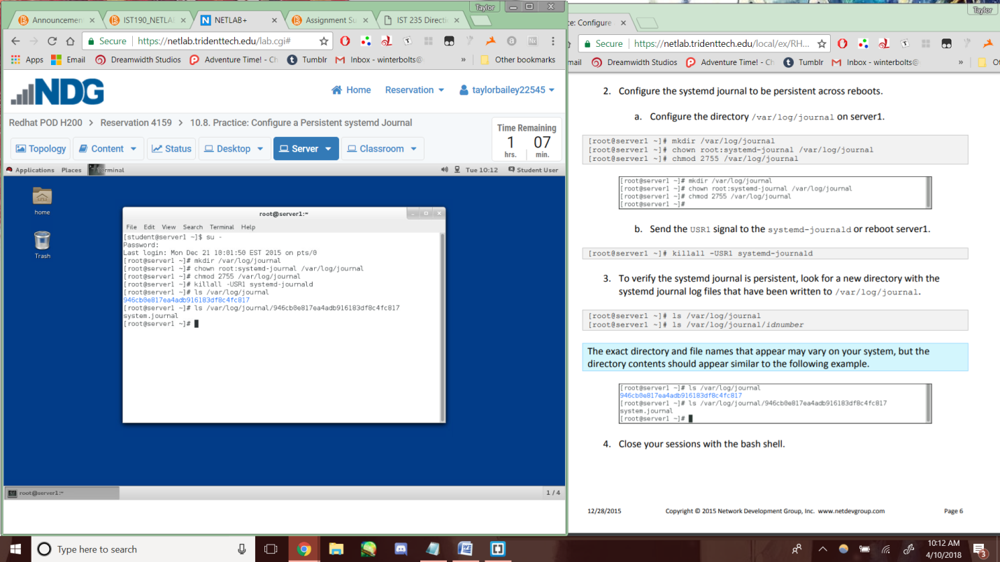 Taylor
Announcemen
IST190_NETLA
NETLAB+
Assignment Su
IST 235 Directi
Secure
https://netlab.tridenttech.edu/lab.cgi#
Apps
Email
Dreamwidth Studios
Adventure Time! - Ch
Tumblr
Inbox - winterbolts@
»
Other bookmarks
NDG
Home
Reservation
taylorbailey22545
Redhat POD H200 > Reservation 4159 > 10.8. Practice: Configure a Persistent systemd Journal
Time Remaining
1 07
hrs. min.
Topology
Content
Status
Desktop
Server
Classroom
Applications Places
Tue 10:12
Student User
home
Trash
root@server1:~
File Edit View Search Terminal Help
[student@server1 ~]$ su -
Password:
Last login: Mon Dec 21 10:01:50 EST 2015 on pts/0
[root@server1 ~]# mkdir /var/log/journal
[root@server1 ~]# chown root:systemd-journal /var/log/journal
[root@server1 ~]# chmod 2755 /var/log/journal
[root@server1 ~]# killall -USR1 systemd-journald
[root@server1 ~]# ls /var/log/journal
946cb0e817ea4adb916183df8c4fc817
[root@server1 ~]# ls /var/log/journal/946cb0e817ea4adb916183df8c4fc817
system.journal
[root@server1 ~]#
root@server1:~
1 / 4
Taylor
ce: Configure
Secure
https://netlab.tridenttech.edu/local/ex/RH...
mail
Dreamwidth Studios
Adventure Time! - Ch
Tumblr
Inbox - winterbolts@
»
Ot
2. Configure the systemd journal to be persistent across reboots.
a. Configure the directory /var/log/journal on server1.
[root@server1 ~]# mkdir /var/log/journal
[root@server1 ~]# chown root:systemd-journal /var/log/journal
[root@server1 ~]# chmod 2755 /var/log/journal
[root@server1 ~]# mkdir /var/log/journal
[root@server1 ~]# chown root:systemd-journal /var/log/journal
[root@server1 ~]# chmod 2755 /var/log/journal
[root@server1 ~]#
b. Send the USR1 signal to the systemd-journald or reboot server1.
[root@server1 ~]# killall -USR1 systemd-journald
3. To verify the systemd journal is persistent, look for a new directory with the
systemd journal log files that have been written to /var/log/journal.
[root@server1 ~]# ls /var/log/journal
[root@server1 ~]# ls /var/log/journal/idnumber
The exact directory and file names that appear may vary on your system, but the
directory contents should appear similar to the following example.
[root@server1 ~]# ls /var/log/journal
946cb0e817ea4adb916183df8c4fc817
[root@server1 ~]# ls /var/log/journal/946cb0e817ea4adb916183df8c4fc817
system.journal
[root@server1 ~]#
4. Close your sessions with the bash shell.
12/28/2015
Copyright © 2015 Network Development Group, Inc. www.netdevgroup.com
Page 6
Type here to search
10:12 AM
4/10/2018
3